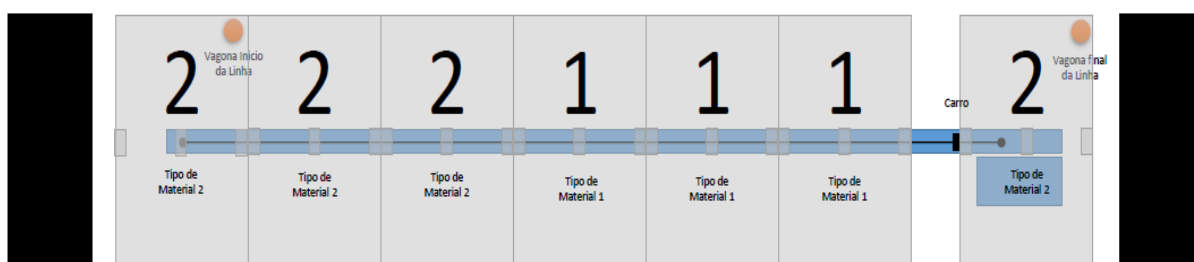 2
Vagona Inicio
da Linha
2
2
1
1
1
Carro
2
Vagona final
da Linha
Tipo de
Material 2
Tipo de
Material 2
Tipo de
Material 2
Tipo de
Material 1
Tipo de
Material 1
Tipo de
Material 1
Tipo de
Material 2